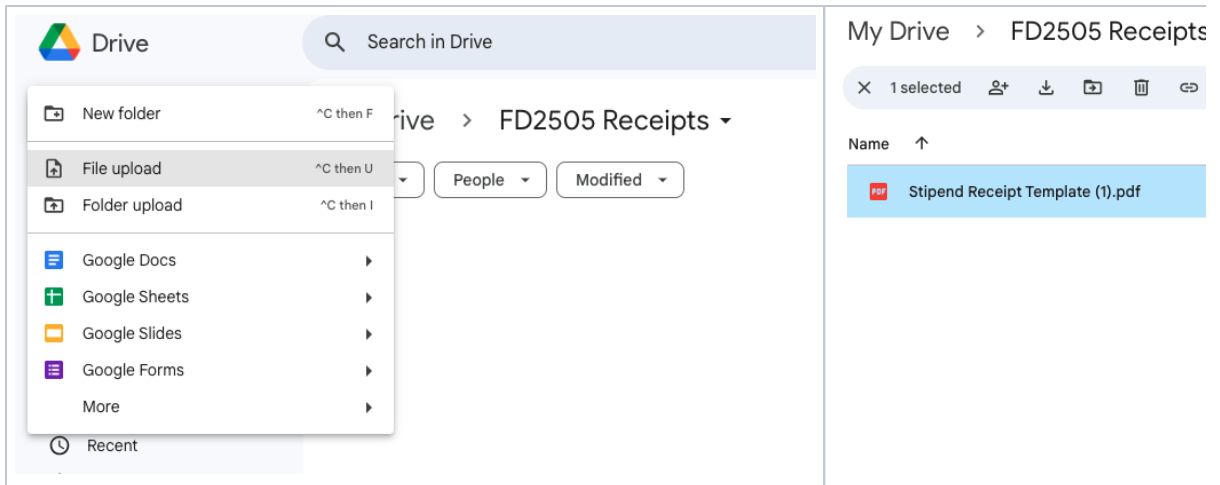 Drive
Search in Drive
New folder ^C then F
rive > FD2505 Receipts
File upload ^C then U
People Modified
Folder upload ^C then I
Google Docs
Google Sheets
Google Slides
Google Forms
More
Recent
My Drive > FD2505 Receipts
1 selected
Name
PDF Stipend Receipt Template (1).pdf